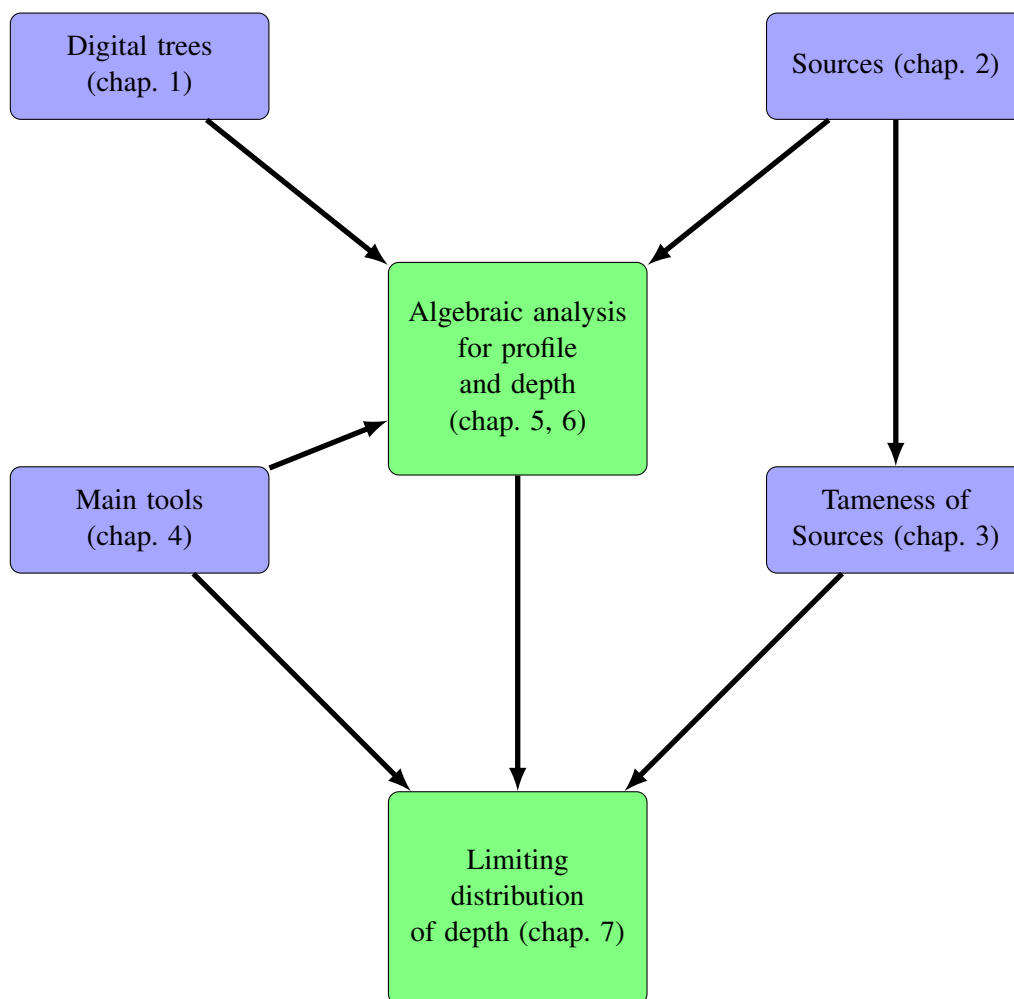 Digital trees
(chap. 1)
Sources (chap. 2)
Algebraic analysis
for profile
and depth
(chap. 5, 6)
Main tools
(chap. 4)
Tameness of
Sources (chap. 3)
Limiting
distribution
of depth (chap. 7)